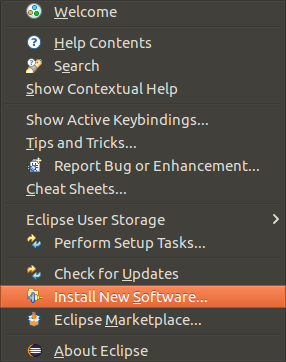 Welcome
Help Contents
Search
Show Contextual Help
Show Active Keybindings...
Tips and Tricks...
Report Bug or Enhancement...
Cheat Sheets...
Eclipse User Storage
Perform Setup Tasks...
Check for Updates
Install New Software...
Eclipse Marketplace...
About Eclipse